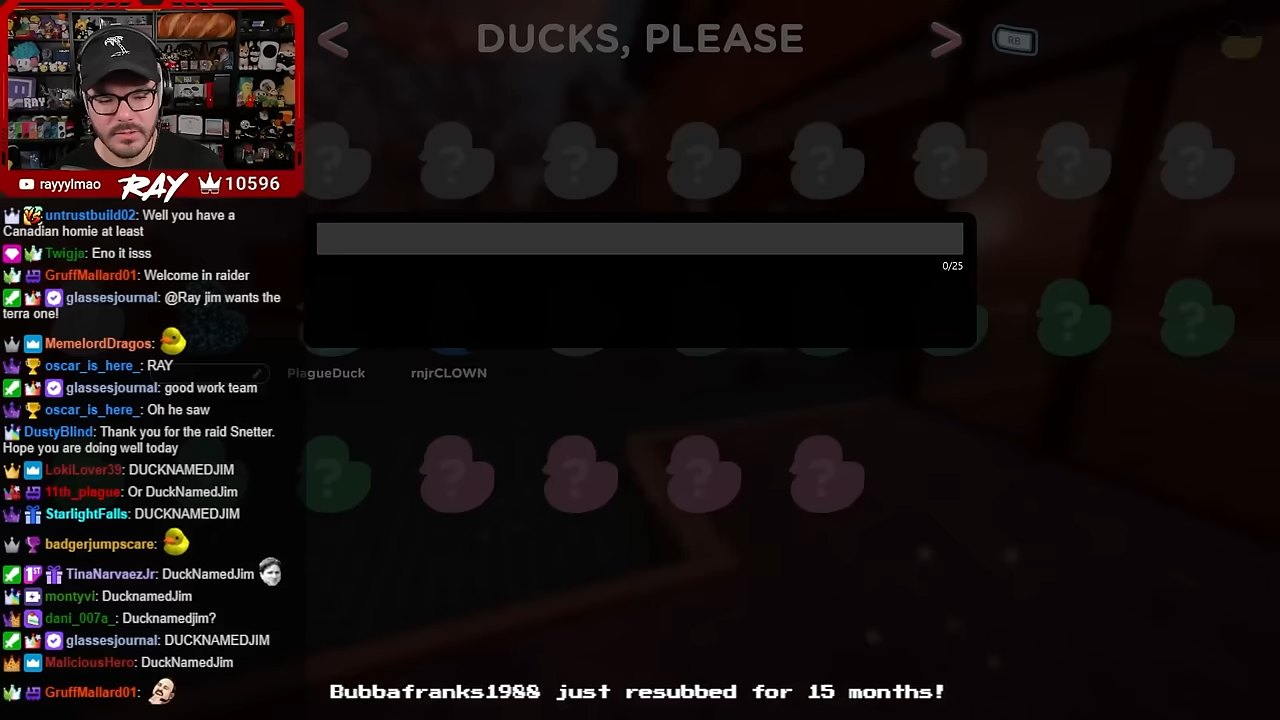 DUCKS, PLEASE
RB
rayyylmao RAY 10596
untrustbuild02: Well you have a
Canadian homie at least
Twigja: Eno it isss
GruffMallard01: Welcome in raider
glassesjournal: @Ray jim wants the
terra one!
MemelordDragos:
oscar_is_here_: RAY
glassesjournal: good work team
oscar_is_here_: Oh he saw
DustyBlind: Thank you for the raid Snetter.
Hope you are doing well today
LokiLover39: DUCKNAMEDJIM
11th_plague: Or DuckNamedJim
StarlightFalls: DUCKNAMEDJIM
badgerjumpscare:
TinaNarvaezJr: DuckNamedJim
montyvi: DucknamedJim
dani_007a_: Ducknamedjim?
glassesjournal: DUCKNAMEDJIM
MaliciousHero: DuckNamedJim
GruffMallard01:
0/25
PlagueDuck
rnjrCLOWN
Bubbafranks1988 just resubbed for 15 months!